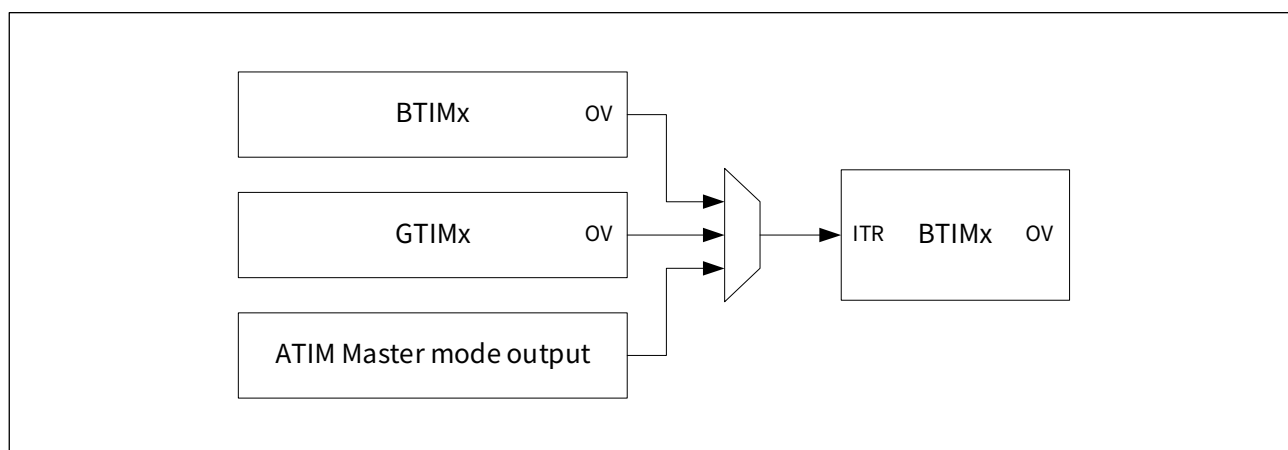 BTIMx OV
GTIMx OV
ATIM Master mode output
ITR BTIMx OV